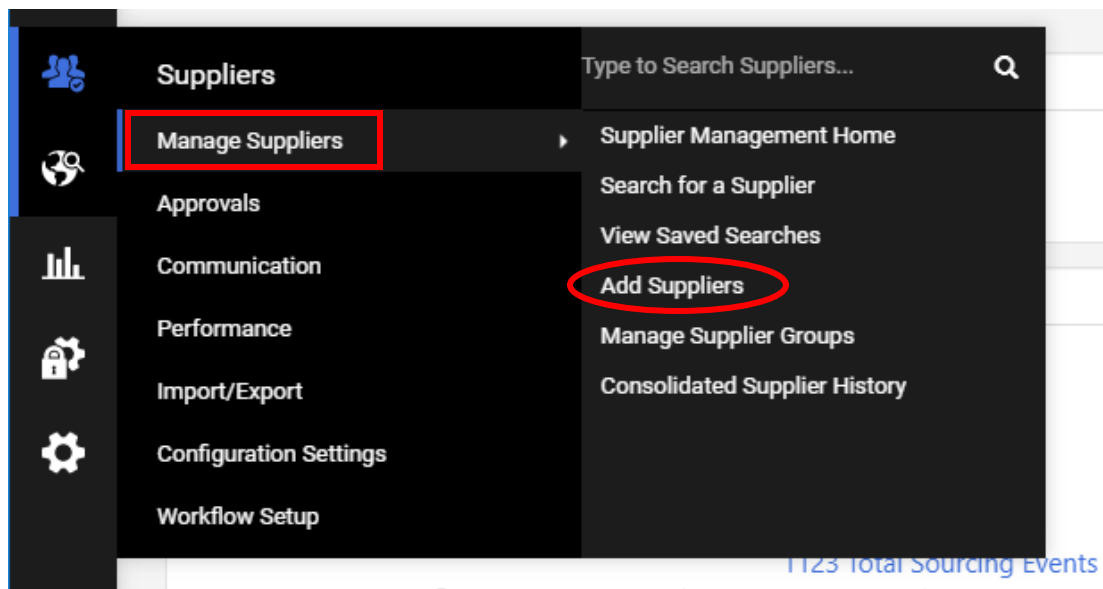 Suppliers
Manage Suppliers
Approvals
Communication
Performance
Import/Export
Configuration Settings
Workflow Setup
Type to Search Suppliers...
Supplier Management Home
Search for a Supplier
View Saved Searches
Add Suppliers
Manage Supplier Groups
Consolidated Supplier History
1123 Total Sourcing Events